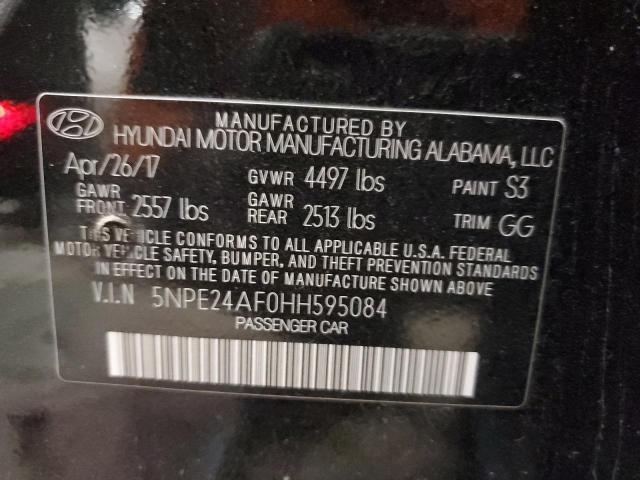 MANUFACTURED BY
HYUNDAI MOTOR MANUFACTURING ALABAMA, LLC
Apr/26/17 GVWR 4497 lbs PAINT S3
GAWR FRONT 2557 lbs GAWR REAR 2513 lbs TRIM GG
THIS VEHICLE CONFORMS TO ALL APPLICABLE U.S.A. FEDERAL
MOTOR VEHICLE SAFETY, BUMPER, AND THEFT PREVENTION STANDARDS
IN EFFECT ON THE DATE OF MANUFACTURE SHOWN ABOVE.
V.I.N 5NPE24AF0HH595084
PASSENGER CAR